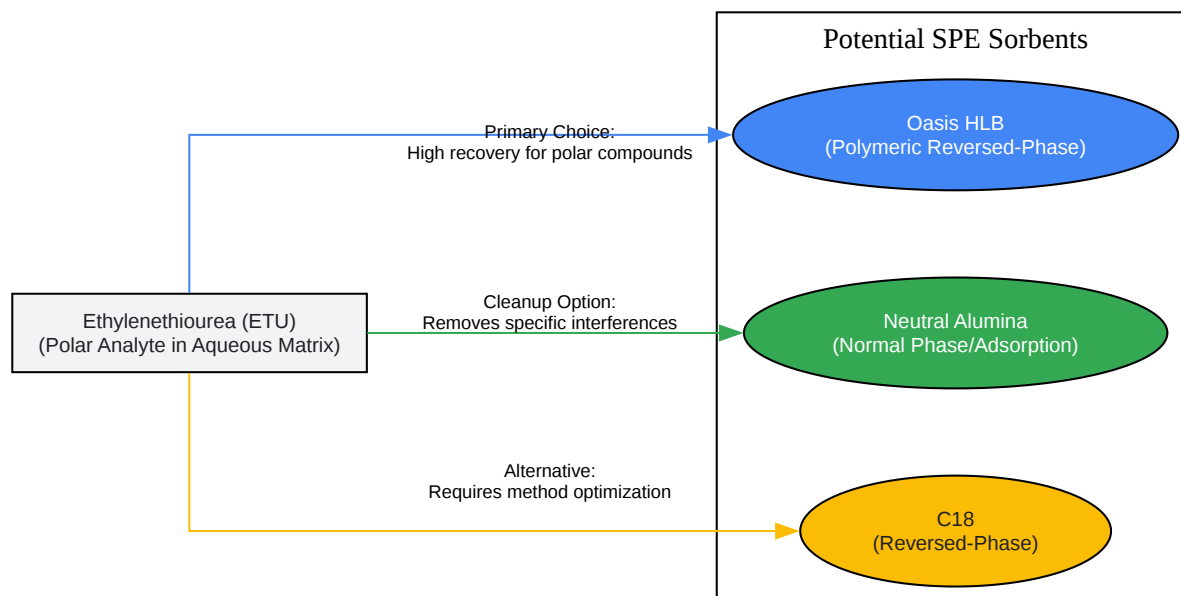 Potential SPE Sorbents
Primary Choice:
High recovery for polar compounds
Oasis HLB
(Polymeric Reversed-Phase)
Ethylenethiourea (ETU)
(Polar Analyte in Aqueous Matrix)
Cleanup Option:
Removes specific interferences
Neutral Alumina
(Normal Phase/Adsorption)
Alternative:
Requires method optimization
C18
(Reversed-Phase)